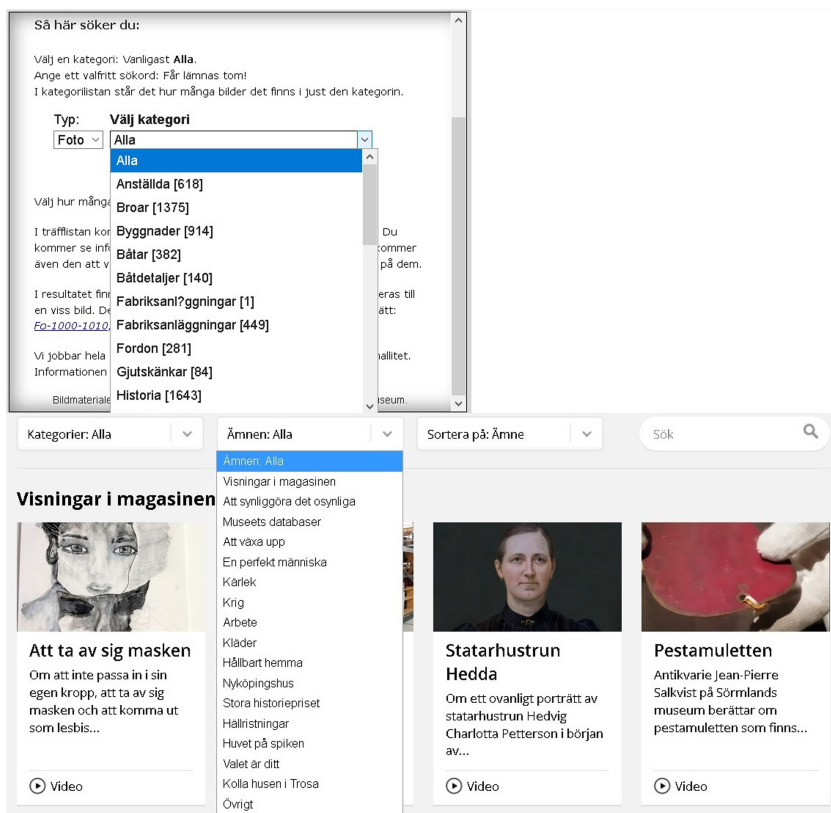 Så här söker du:
Välj en kategori: Vanligast Alla.
Ange ett valfritt sökord: Får lämnas tom!
I kategorilistan står det hur många bilder det finns i just den kategorin.
Typ: Välj kategori
Foto Alla
Alla
Anställda [618]
Välj hur många
Broar [1375]
I träfflistan kor
Byggnader [914]
Du
kommer se info
Båtar [382]
kommer
även den att v
på dem.
Båtdetaljer [140]
I resultatet finn
Fabriksanl?ggningar [1]
eras till
en viss bild. De
ätt:
Fo-1000-1010,
Fabriksanläggningar [449]
Fordon [281]
Vi jobbar hela
nallitet.
Informationen
Gjutskänkar [84]
Historia [1643]
Bildmateriale
useum.
Kategorier: Alla
Ämnen: Alla
Sortera på: Ämne
Sök
Ämnen: Alla
Visningar i magasinen
Att synliggöra det osynliga
Museets databaser
Att växa upp
En perfekt människa
Kärlek
Krig
Arbete
Kläder
Hållbart hemma
Nyköpingshus
Stora historiepriset
Hällristningar
Huvet på spiken
Valet är ditt
Kolla husen i Trosa
Övrigt
Visningar i magasinen
Att ta av sig masken
Om att inte passa in i sin
egen kropp, att ta av sig
masken och att komma ut
som lesbis...
Video
Statarhustrun
Hedda
Om ett ovanligt porträtt av
statarhustrun Hedvig
Charlotta Petterson i början
av...
Video
Pestamuletten
Antikvarie Jean-Pierre
Salkvist på Sörmlands
museum berättar om
pestamuletten som finns...
Video